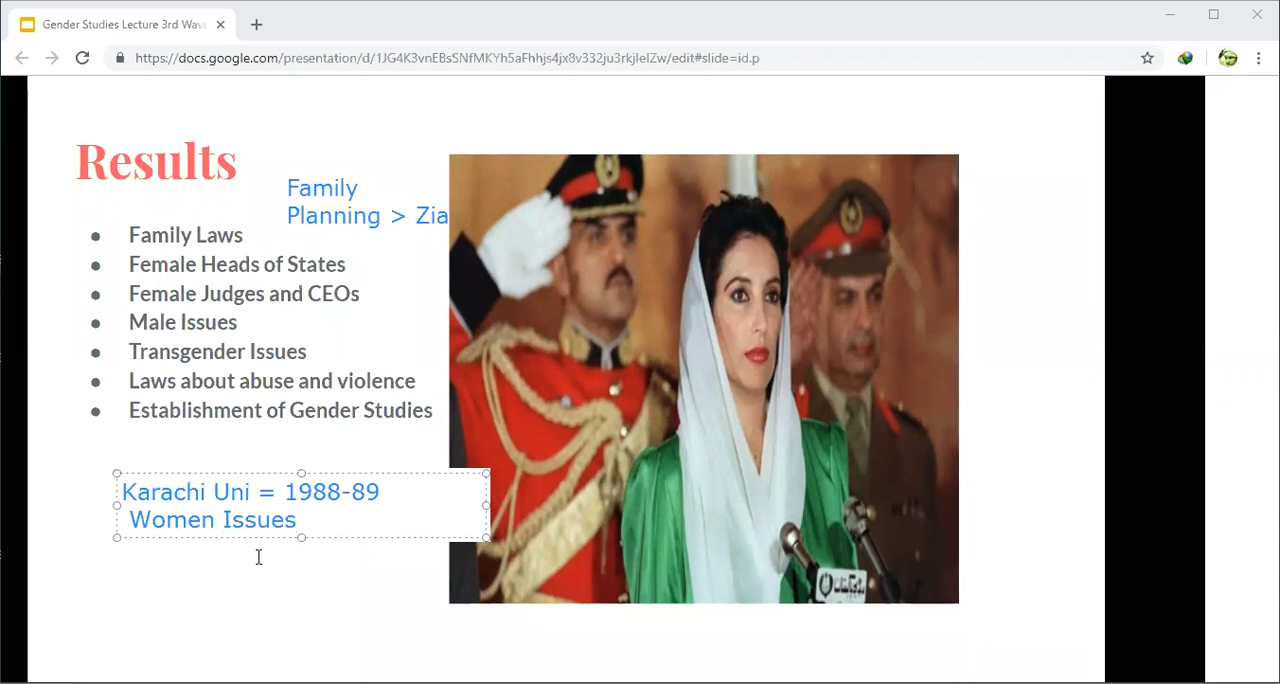 Gender Studies Lecture 3rd Wav
https://docs.google.com/presentation/d/1JG4K3vnEBsSNfMKYh5aFhhjs4jx8v332ju3rkjlelZw/edit#slide=id.p
Results
Family
Planning > Zia
Family Laws
Female Heads of States
Female Judges and CEOs
Male Issues
Transgender Issues
Laws about abuse and violence
Establishment of Gender Studies
Karachi Uni = 1988-89
Women Issues